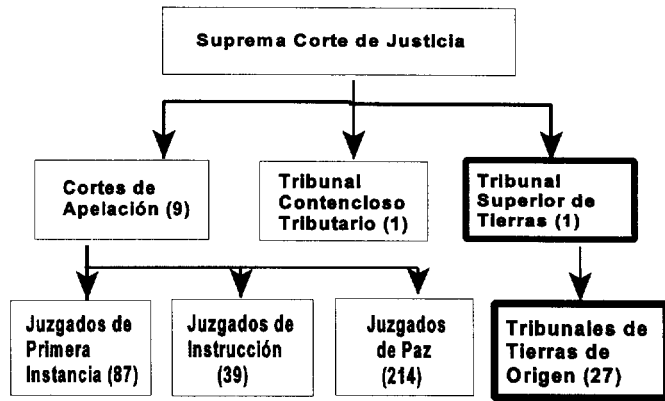 Suprema Corte de Justicia
Cortes de
Apelación (9)
Tribunal
Contencloso
Tributario (1)
Tribunal
Superior de
Tierras (1)
Juzgados de
Primera
Instancia (87)
Juzgados de
Instrucción
(39)
Juzgados
de Paz
(214)
Tribunales de
Tierras de
Origen (27)